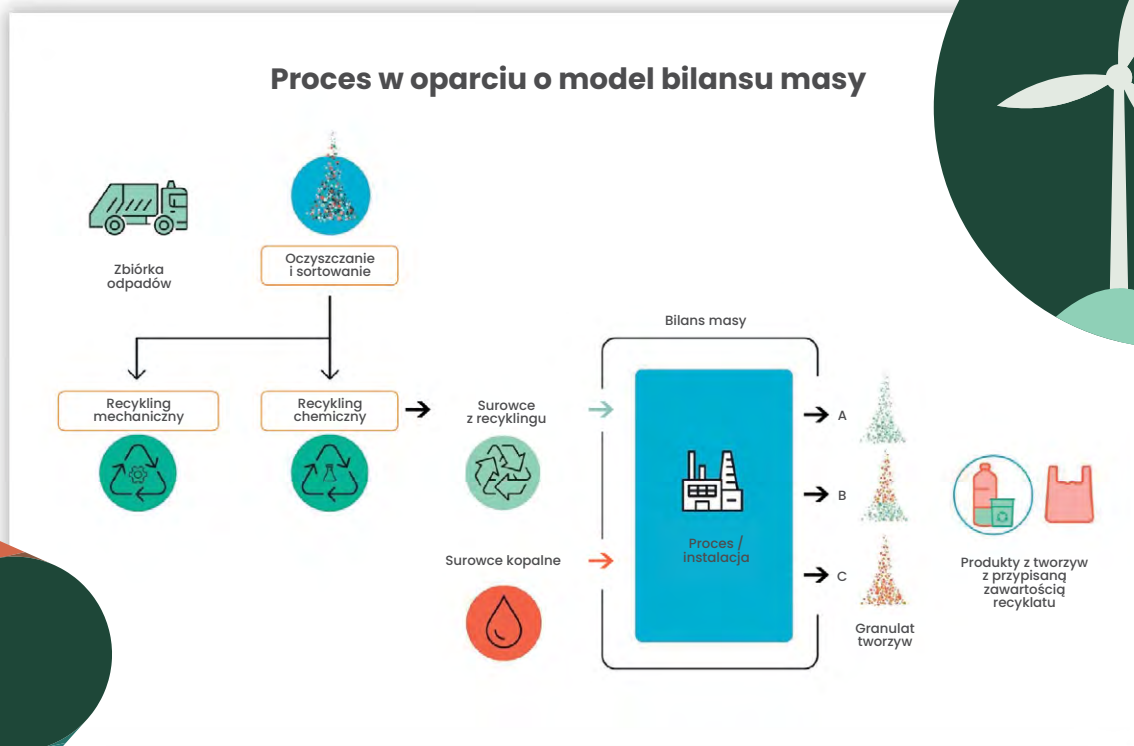 Proces w oparciu o model bilansu masy
Zbiórka
odpadów
Oczyszczanie
i sortowanie
Recykling
mechaniczny
Recykling
chemiczny
Surowce
z recyklingu
Surowce kopalne
Bilans masy
Proces /
instalacja
A
B
C
Granulat
tworzyw
Produkty z tworzyw
z przypisaną
zawartością
recyklatu